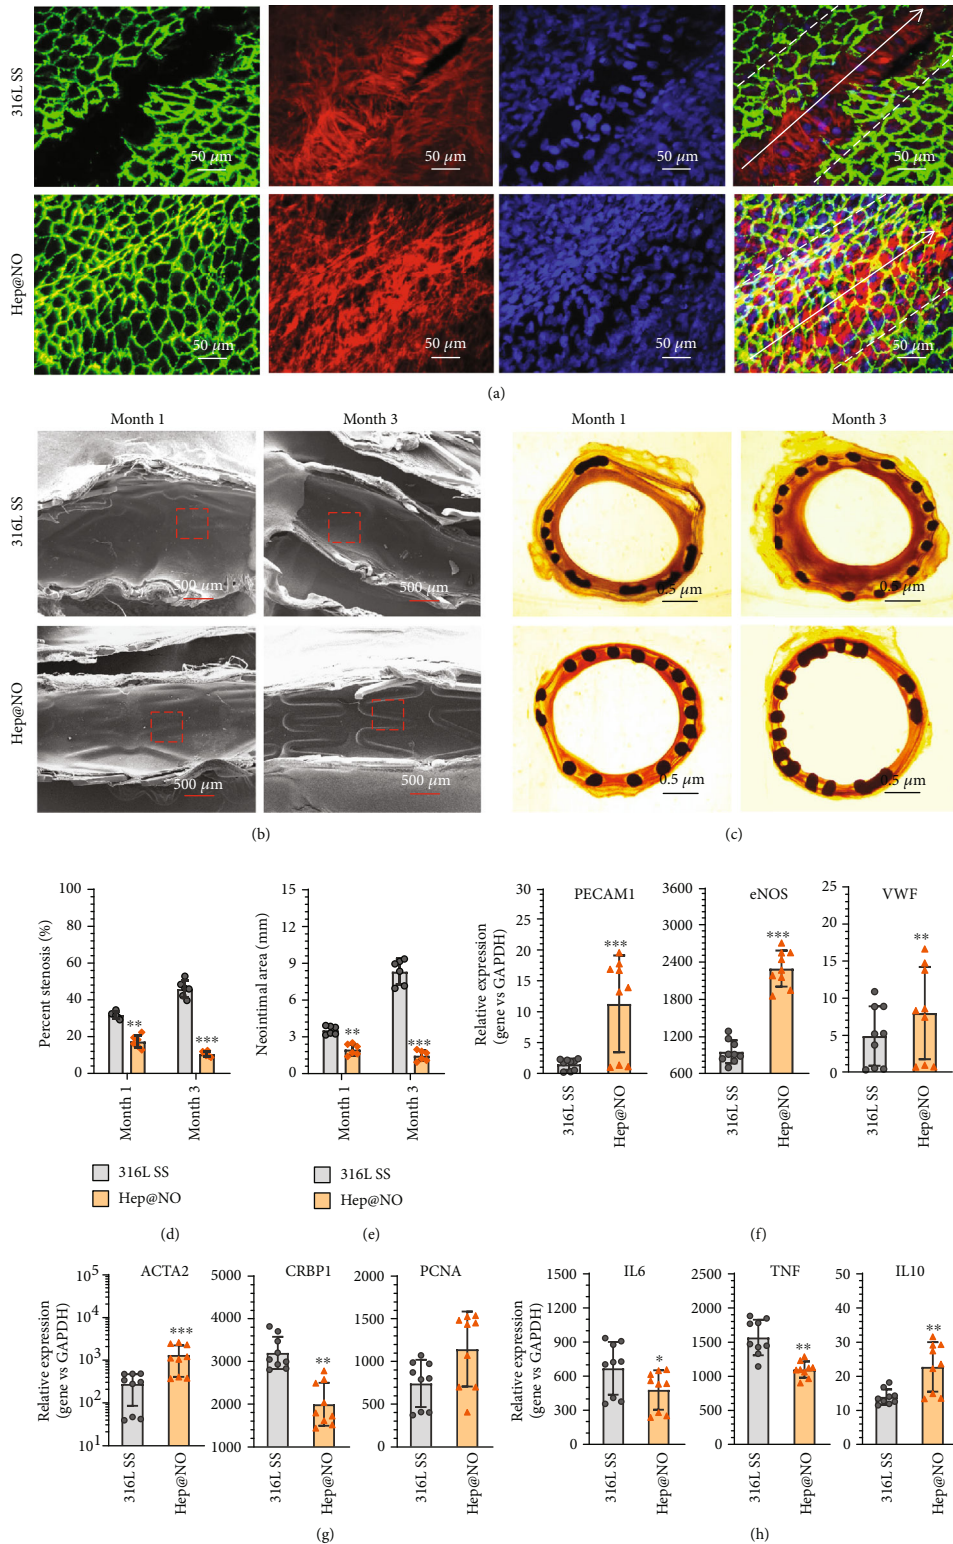 316L SS
50 µm
50 µm
50 µm
50 µm
Hep@NO
50 µm
50 µm
50 µm
50 µm
(a)
Month 1
Month 3
Month 1
Month 3
316L SS
500 µm
500 µm
0.5 µm
0.5 µm
Hep@NO
500 µm
500 µm
0.5 µm
0.5 µm
(b)
(c)
Percent stenosis (%)
100
80
60
40
20
0
**
***
Month 1
Month 3
316L SS
Hep@NO
(d)
Neointimal area (mm)
15
12
9
6
3
0
**
***
Month 1
Month 3
316L SS
Hep@NO
(e)
Relative expression
(gene vs GAPDH)
PECAM1
30
25
20
15
10
5
0
***
316L SS
Hep@NO
eNOS
3600
3000
2400
1800
1200
600
***
316L SS
Hep@NO
VWF
25
20
15
10
5
0
**
316L SS
Hep@NO
(f)
Relative expression
(gene vs GAPDH)
ACTA2
10⁵
10⁴
10³
10²
10¹
***
316L SS
Hep@NO
CRBP1
5000
4000
3000
2000
1000
**
316L SS
Hep@NO
PCNA
2000
1500
1000
500
0
316L SS
Hep@NO
(g)
Relative expression
(gene vs GAPDH)
IL6
1500
1200
900
600
300
0
*
316L SS
Hep@NO
TNF
2500
2000
1500
1000
500
0
**
316L SS
Hep@NO
IL10
50
40
30
20
10
0
**
316L SS
Hep@NO
(h)